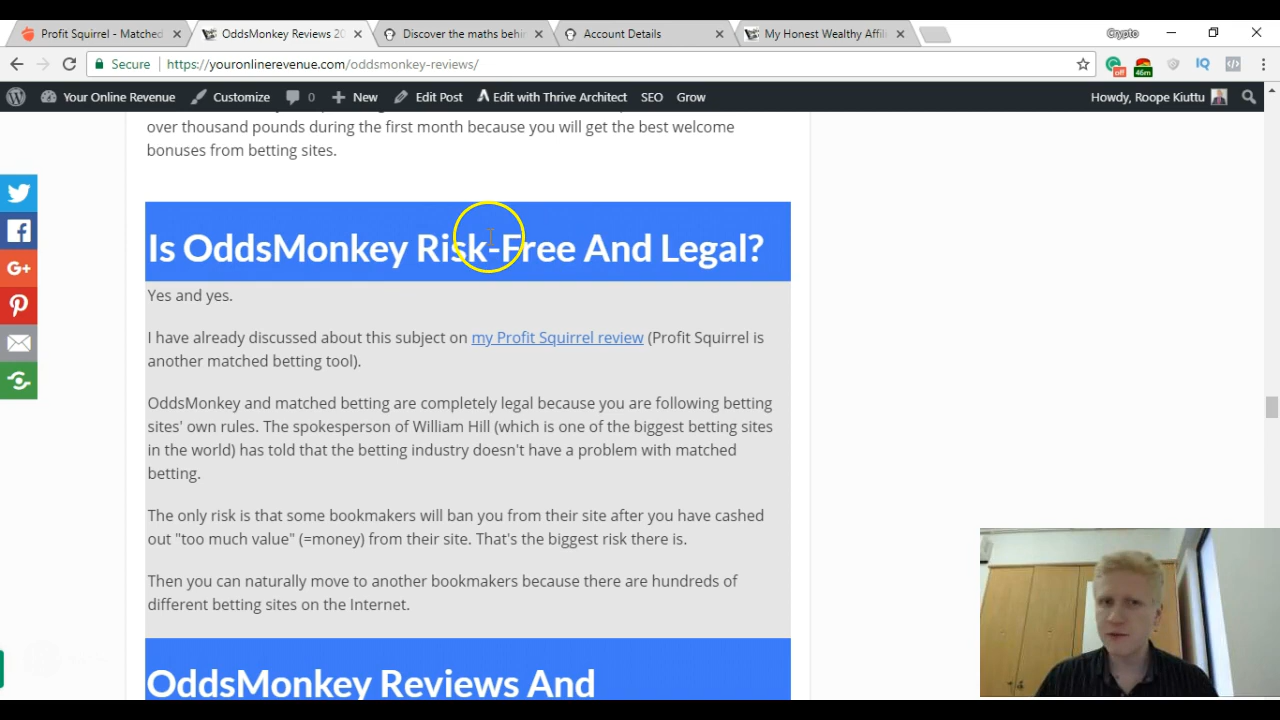 Profit Squirrel - Matched
OddsMonkey Reviews 20
Discover the maths behin
Account Details
My Honest Wealthy Affili
Crypto
Secure
https://youronlinerevenue.com/oddsmonkey-reviews/
off
46m
IQ
Your Online Revenue
Customize
0
New
Edit Post
Edit with Thrive Architect
SEO
Grow
Howdy, Roope Kiuttu
over thousand pounds during the first month because you will get the best welcome
bonuses from betting sites.
G+
Is OddsMonkey Risk-Free And Legal?
Yes and yes.
I have already discussed about this subject on my Profit Squirrel review (Profit Squirrel is
another matched betting tool).
OddsMonkey and matched betting are completely legal because you are following betting
sites' own rules. The spokesperson of William Hill (which is one of the biggest betting sites
in the world) has told that the betting industry doesn't have a problem with matched
betting.
The only risk is that some bookmakers will ban you from their site after you have cashed
out "too much value" (=money) from their site. That's the biggest risk there is.
Then you can naturally move to another bookmakers because there are hundreds of
different betting sites on the Internet.
OddsMonkey Reviews And